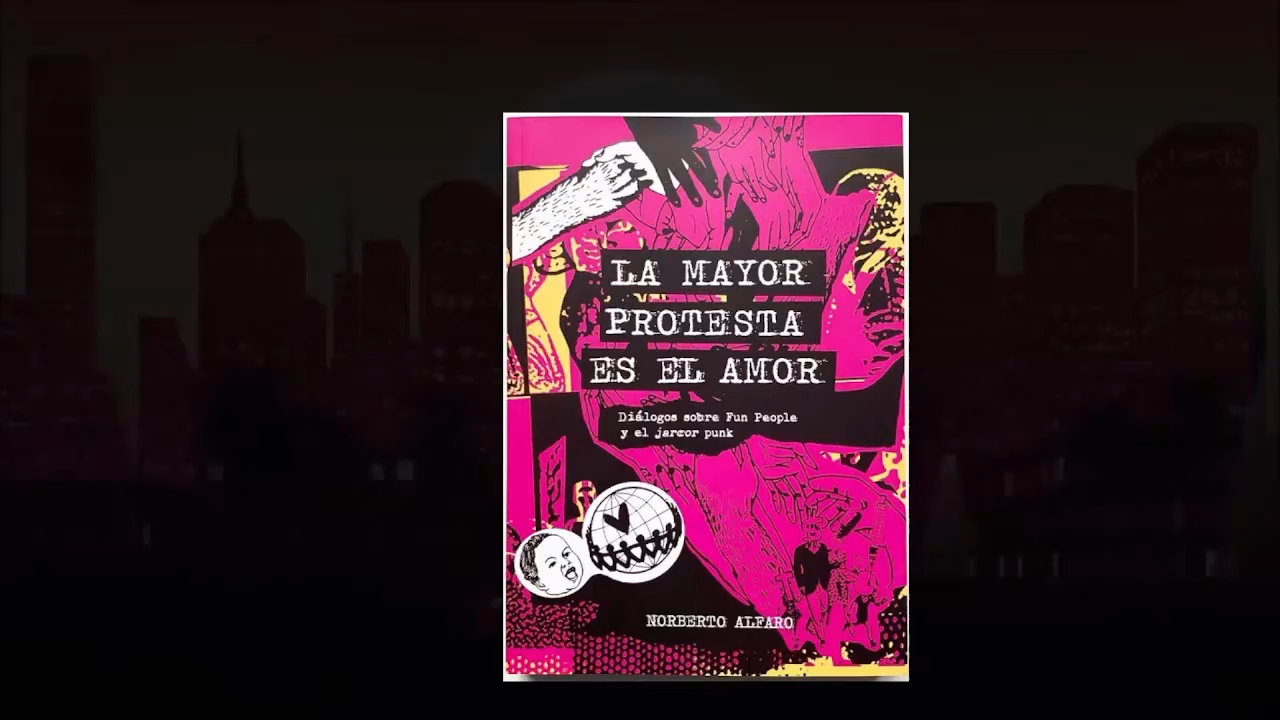 LA MAYOR
PROTESTA
ES EL AMOR
Diálogos sobre Fun People
y el jarcor punk
NORBERTO ALFARO